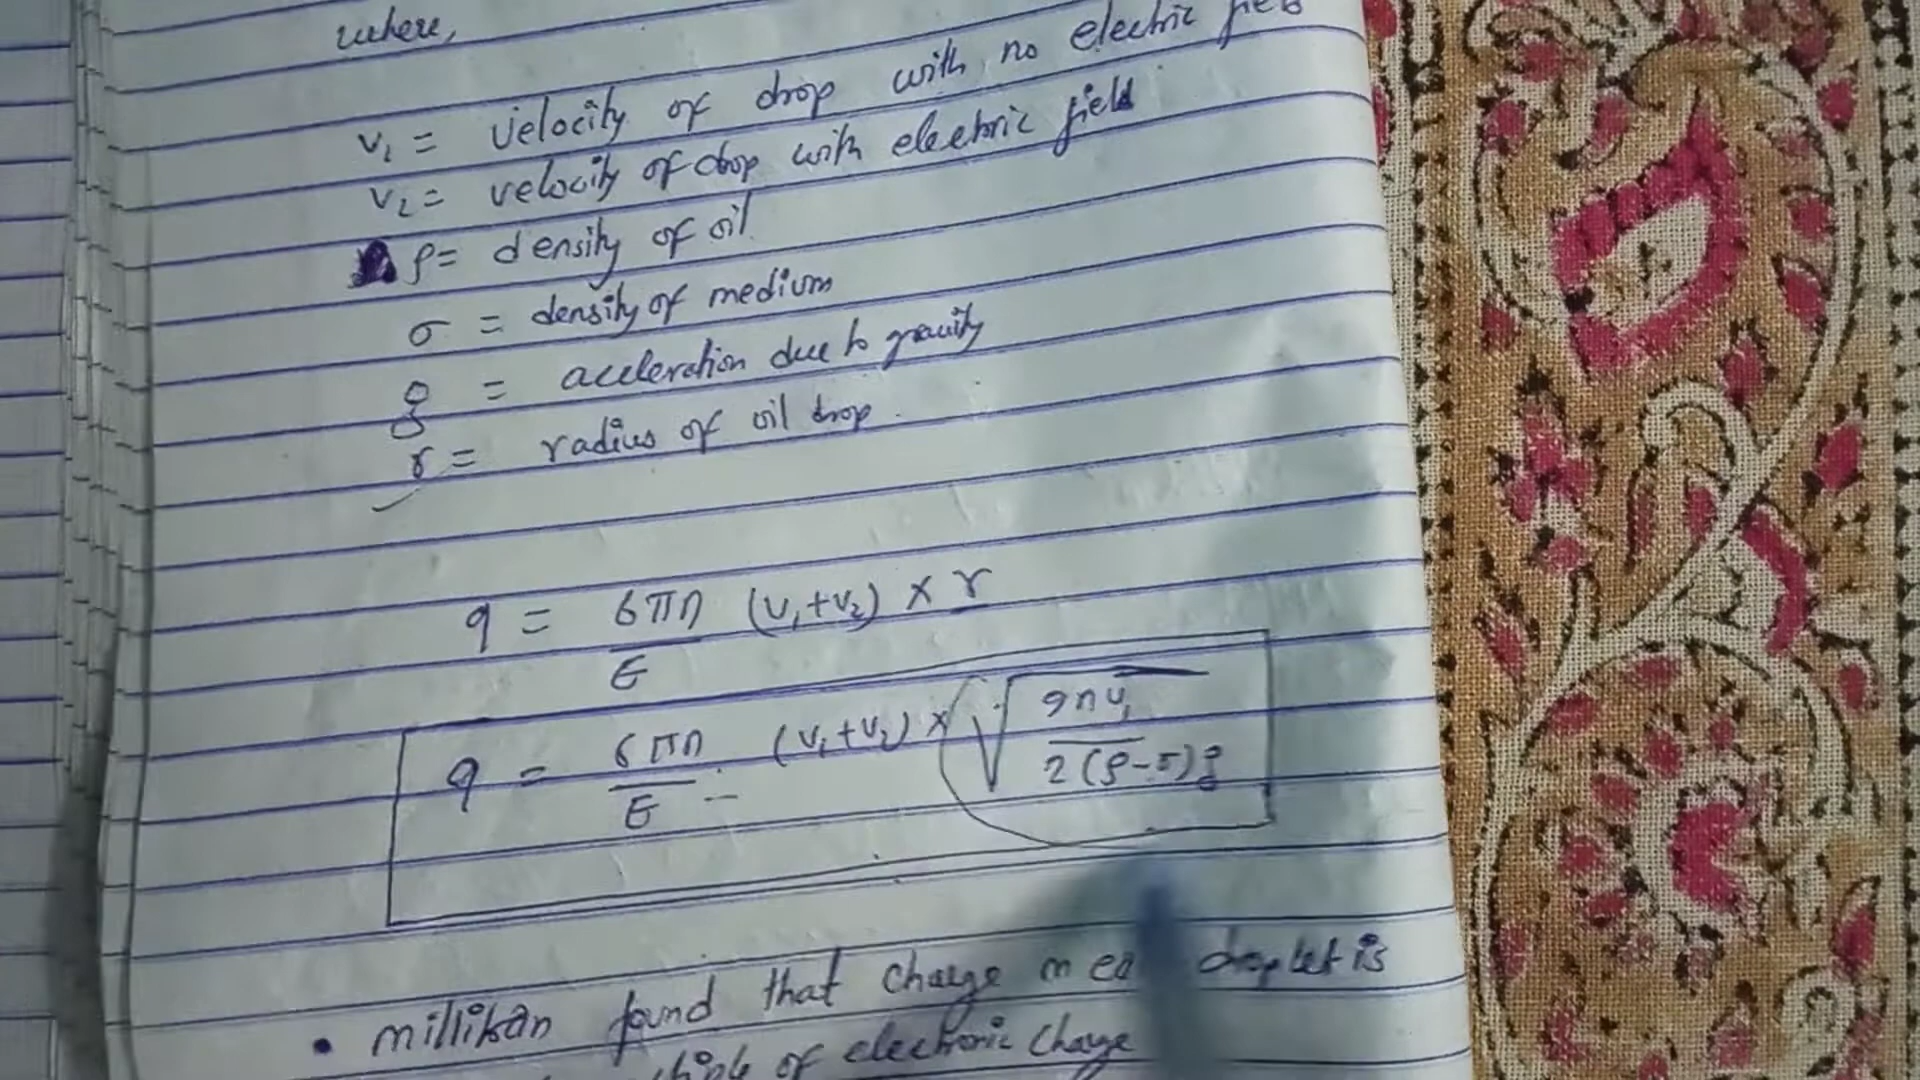 where,
v₁ = velocity of drop with no electric field
v₂ = velocity of drop with electric field
ρ = density of oil
σ = density of medium
g = aceleration due to gravity
r = radius of oil drop.
q = 6πη/E (v₁+v₂) × r
q = 6πη/E (v₁+v₂) × √(9ηv₁/2(ρ-σ)g)
• millikan found that charge on droplet is
of electronic charge